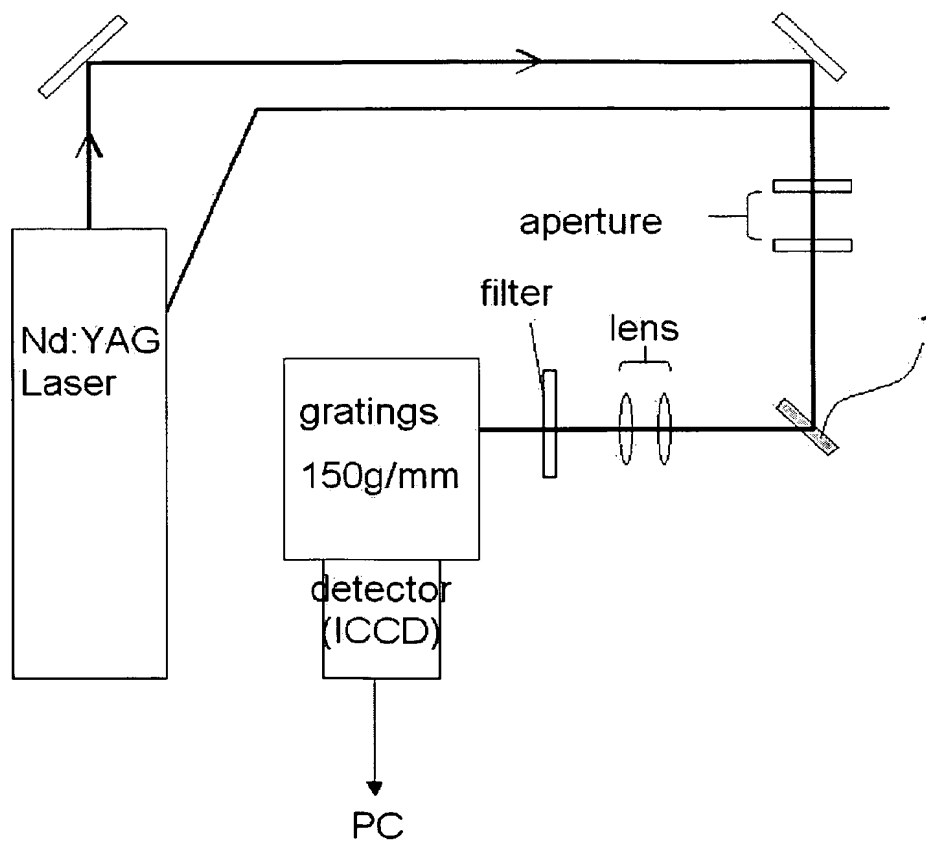 aperture
filter
lens
Nd:YAG
Laser
gratings
150g/mm
detector
(ICCD)
PC